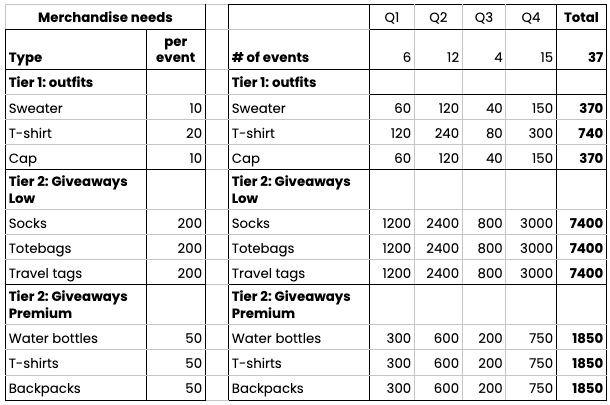 Merchandise needs Q1 Q2 Q3 Q4 Total
Type per event # of events 6 12 4 15 37
Tier 1: outfits Tier 1: outfits
Sweater 10 Sweater 60 120 40 150 370
T-shirt 20 T-shirt 120 240 80 300 740
Cap 10 Cap 60 120 40 150 370
Tier 2: Giveaways Low Tier 2: Giveaways Low
Socks 200 Socks 1200 2400 800 3000 7400
Totebags 200 Totebags 1200 2400 800 3000 7400
Travel tags 200 Travel tags 1200 2400 800 3000 7400
Tier 2: Giveaways Premium Tier 2: Giveaways Premium
Water bottles 50 Water bottles 300 600 200 750 1850
T-shirts 50 T-shirts 300 600 200 750 1850
Backpacks 50 Backpacks 300 600 200 750 1850